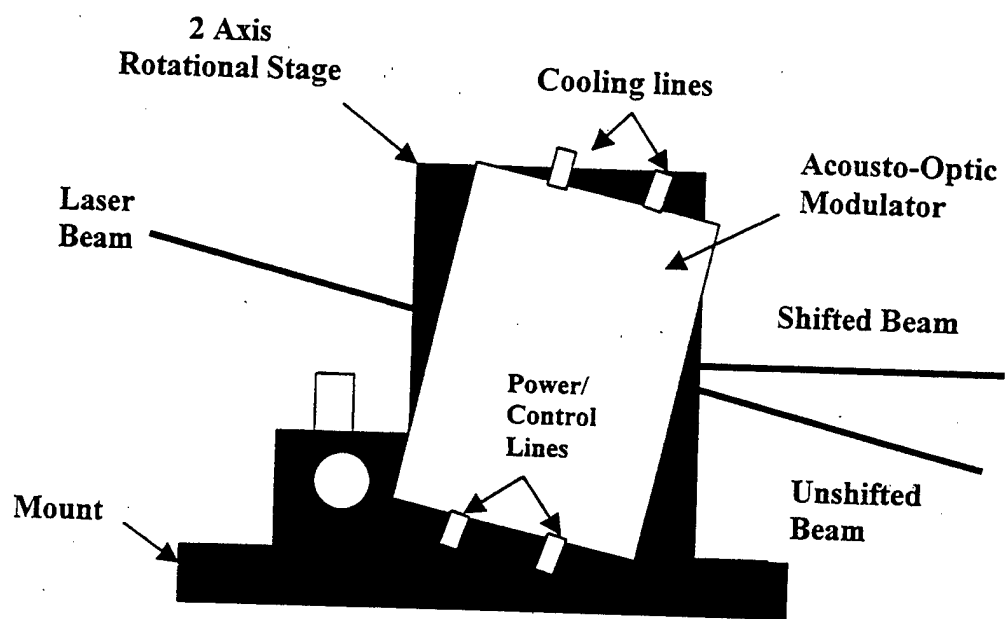 2 Axis
Rotational Stage
Cooling lines
Acousto-Optic
Modulator
Laser
Beam
Shifted Beam
Power/
Control
Lines
Unshifted
Beam
Mount